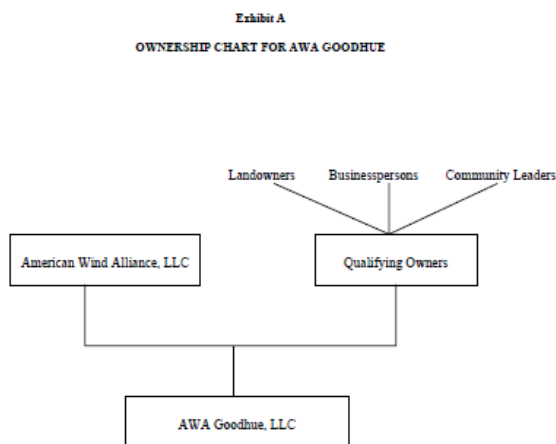 Exhibit A
OWNERSHIP CHART FOR AWA GOODHUE
Landowners Businesspersons Community Leaders
American Wind Alliance, LLC Qualifying Owners
AWA Goodhue, LLC